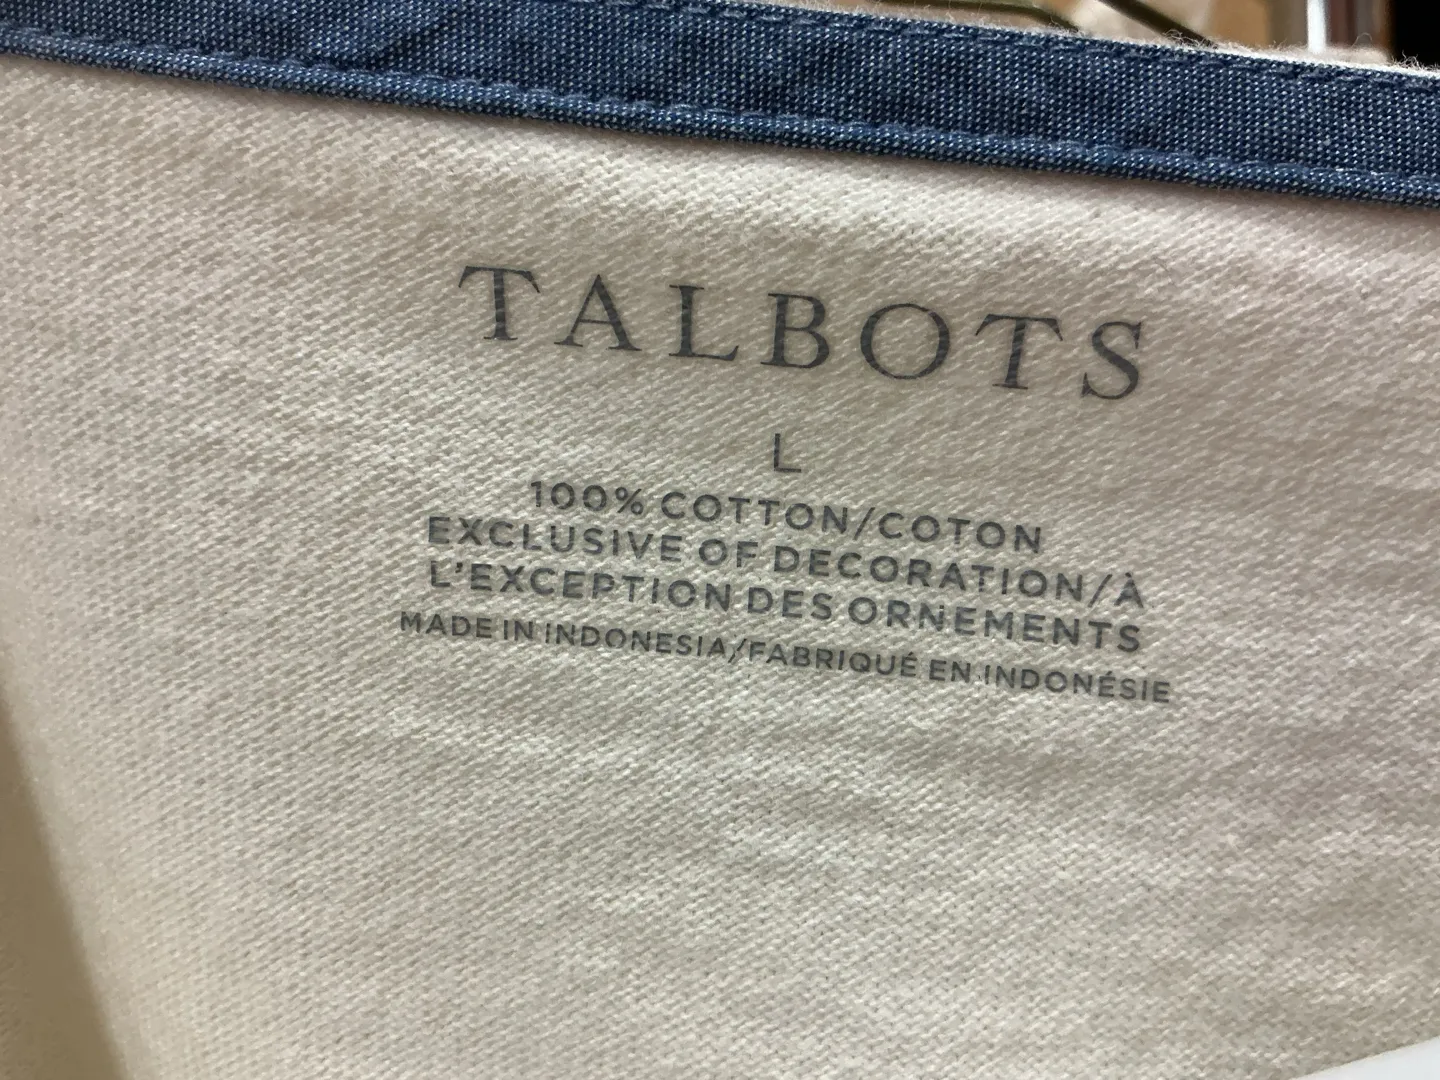 TALBOTS
L
100% COTTON/COTON
EXCLUSIVE OF DECORATION/À
L'EXCEPTION DES ORNEMENTS
MADE IN INDONESIA/FABRIQUÉ EN INDONÉSIE